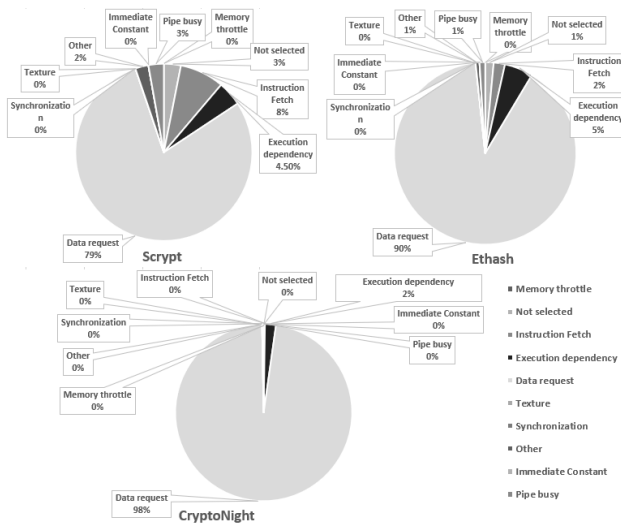 Immediate
Constant
0%
Pipe busy
3%
Memory
throttle
0%
Other
2%
Not selected
3%
Texture
0%
Instruction
Fetch
8%
Synchronizatio
n
0%
Execution
dependency
4.50%
Data request
79%
Scrypt
Texture
0%
Other
1%
Pipe busy
1%
Memory
throttle
0%
Not selected
1%
Immediate
Constant
0%
Instruction
Fetch
2%
Synchronizatio
n
0%
Execution
dependency
5%
Data request
90%
Ethash
Instruction Fetch
0%
Not selected
0%
Execution dependency
2%
Texture
0%
Immediate Constant
0%
Synchronization
0%
Pipe busy
0%
Other
0%
Memory throttle
0%
Data request
98%
CryptoNight
Memory throttle
Not selected
Instruction Fetch
Execution dependency
Data request
Texture
Synchronization
Other
Immediate Constant
Pipe busy